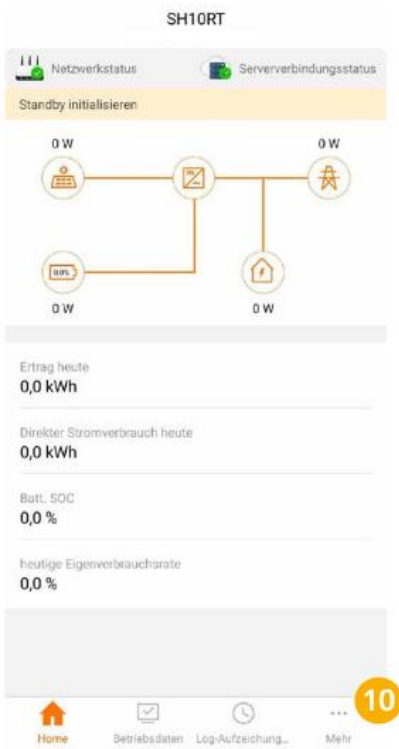 SH10RT
Netzwerkstatus Serververbindungsstatus
Standby initialisieren
0 W 0 W
0.0%
0 W 0 W
Ertrag heute
0,0 kWh
Direkter Stromverbrauch heute
0,0 kWh
Batt. SOC
0,0 %
heutige Eigenverbrauchsrate
0,0 %
10
Home Betriebsdaten Log-Aufzeichung... Mehr